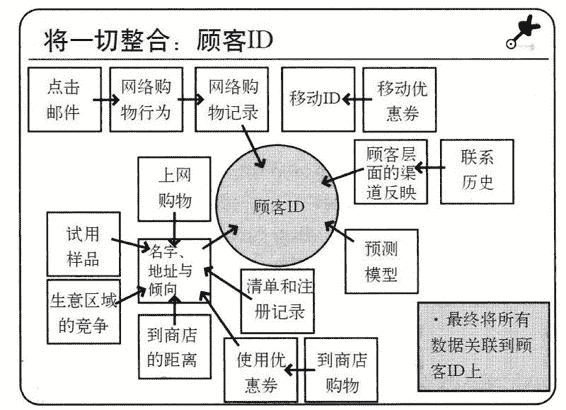 将一切整合：顾客ID
点击
邮件
网络购
物行为
网络购
物记录
移动ID
移动优
惠券
顾客ID
顾客层
面的渠
道反映
联系
历史
上网
购物
试用
样品
名字、
地址与
倾向
预测
模型
生意区域
的竞争
清单和注
册记录
到商店
的距离
使用优
惠券
到商店
购物
·最终将所有
数据关联到顾
客ID上